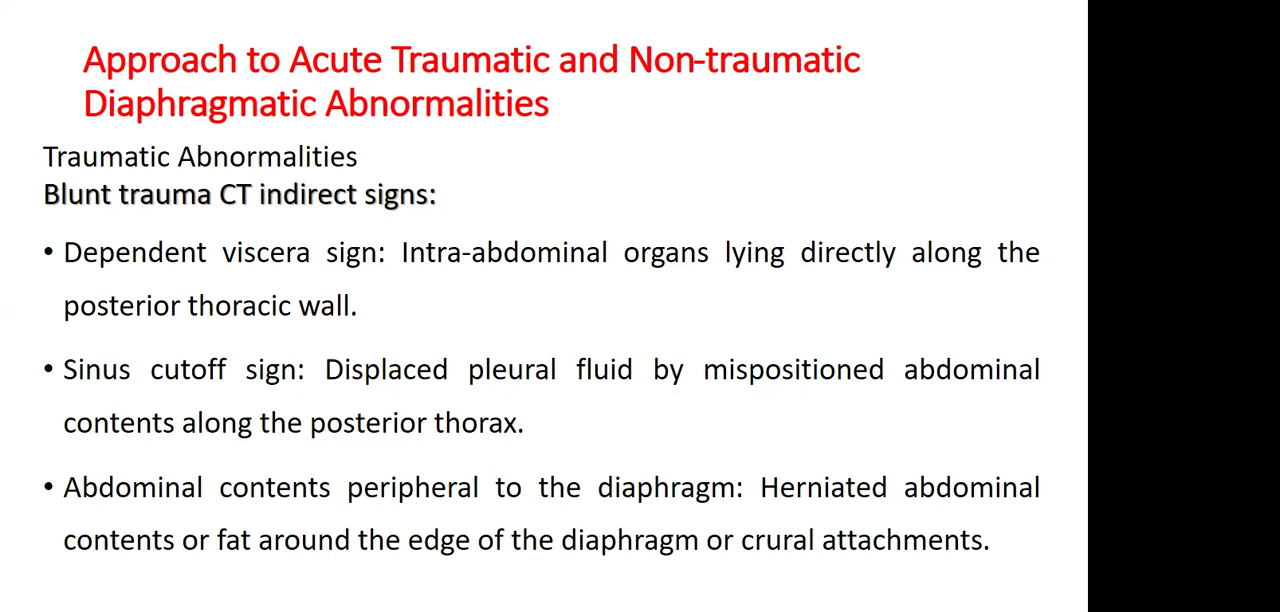 Approach to Acute Traumatic and Non-traumatic
Diaphragmatic Abnormalities
Traumatic Abnormalities
Blunt trauma CT indirect signs:
• Dependent viscera sign: Intra-abdominal organs lying directly along the
posterior thoracic wall.
• Sinus cutoff sign: Displaced pleural fluid by mispositioned abdominal
contents along the posterior thorax.
• Abdominal contents peripheral to the diaphragm: Herniated abdominal
contents or fat around the edge of the diaphragm or crural attachments.